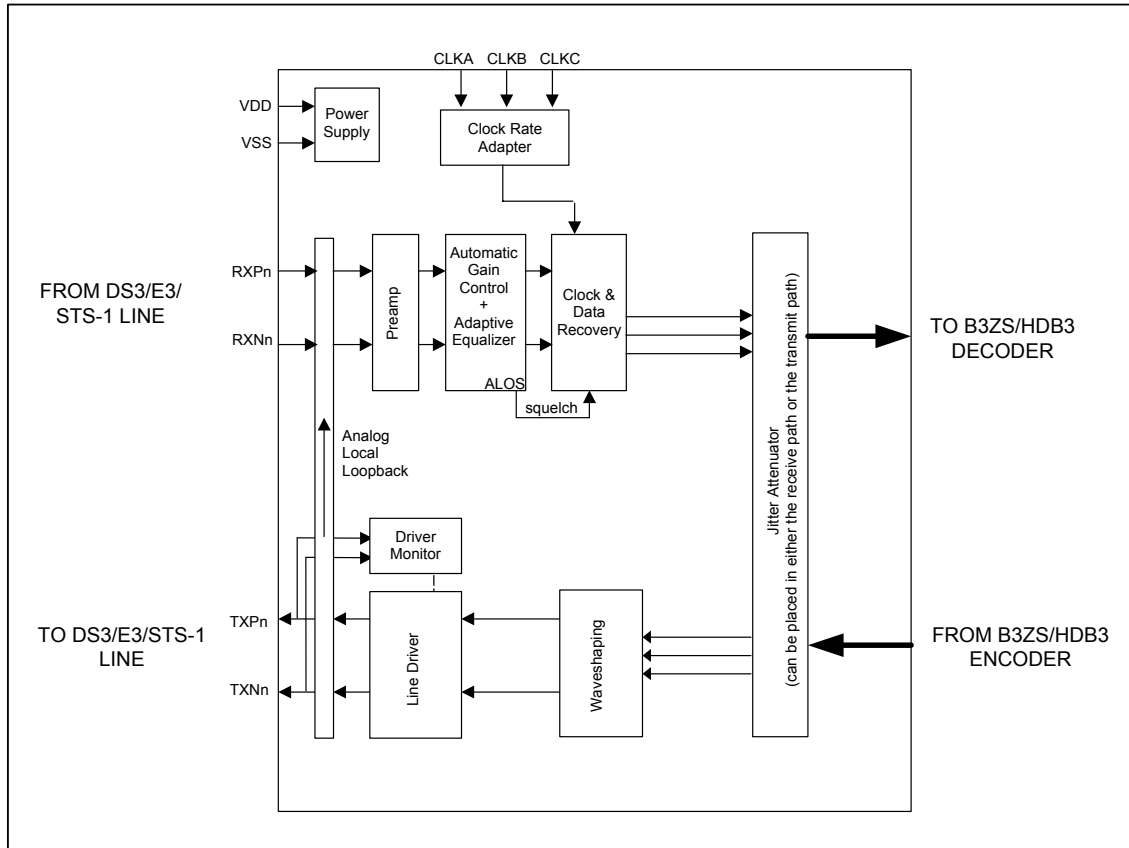 CLKA CLKB CLKC
VDD
VSS
Power
Supply
Clock Rate
Adapter
FROM DS3/E3/
STS-1 LINE
RXPn
RXNn
Preamp
Automatic
Gain
Control
+
Adaptive
Equalizer
ALOS
squelch
Clock &
Data
Recovery
Jitter Attenuator
(can be placed in either the receive path or the transmit path)
TO B3ZS/HDB3
DECODER
Analog
Local
Loopback
Driver
Monitor
TO DS3/E3/STS-1
LINE
TXPn
TXNn
Line Driver
Waveshaping
FROM B3ZS/HDB3
ENCODER